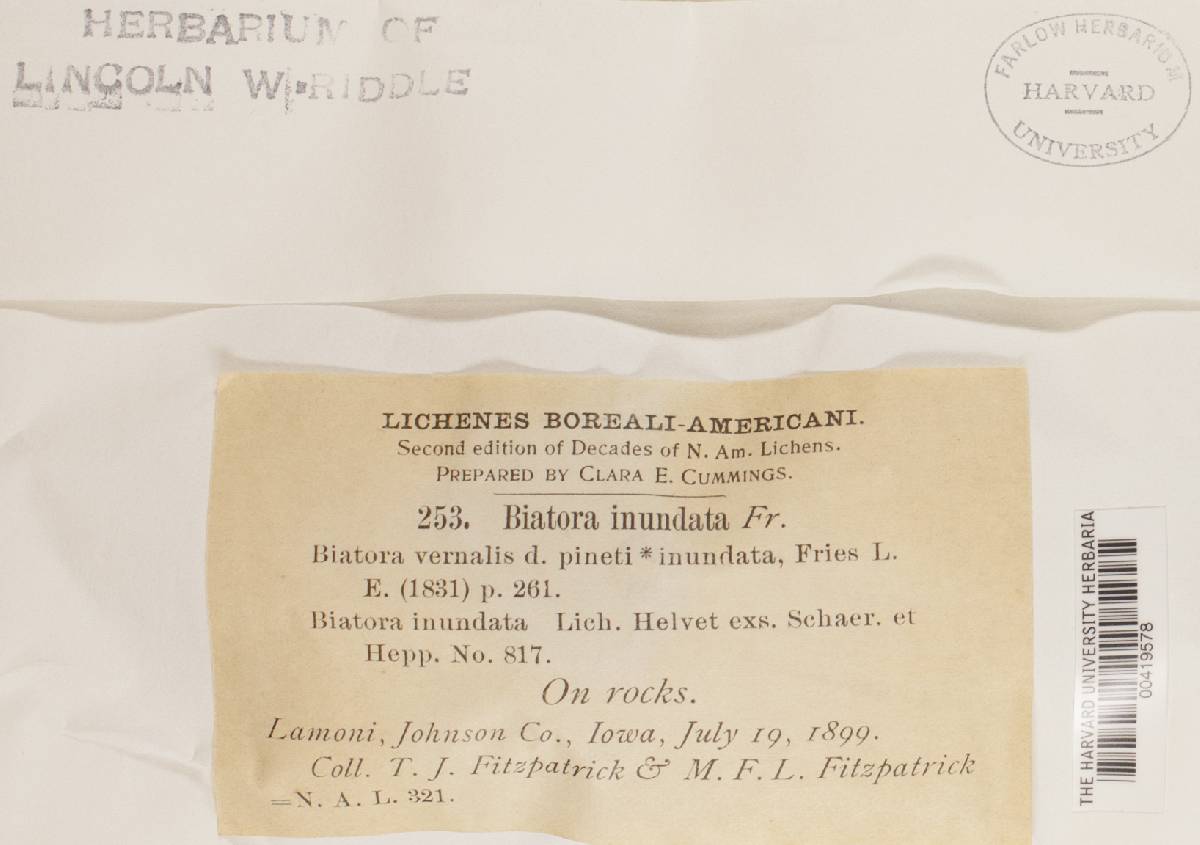 HERBARIUM OF
LINCOLN W. RIDDLE
FARLOW HERBARIUM
HARVARD
UNIVERSITY
LICHENES BOREALI-AMERICANI.
Second edition of Decades of N. Am. Lichens.
PREPARED BY CLARA E. CUMMINGS.
253. Biatora inundata Fr.
Biatora vernalis d. pineti * inundata, Fries L.
E. (1831) p. 261.
Biatora inundata Lich. Helvet exs. Schaer. et
Hepp. No. 817.
On rocks.
Lamoni, Johnson Co., Iowa, July 19, 1899.
Coll. T. J. Fitzpatrick & M. F. L. Fitzpatrick
=N. A. L. 321.
THE HARVARD UNIVERSITY HERBARIA
00419578